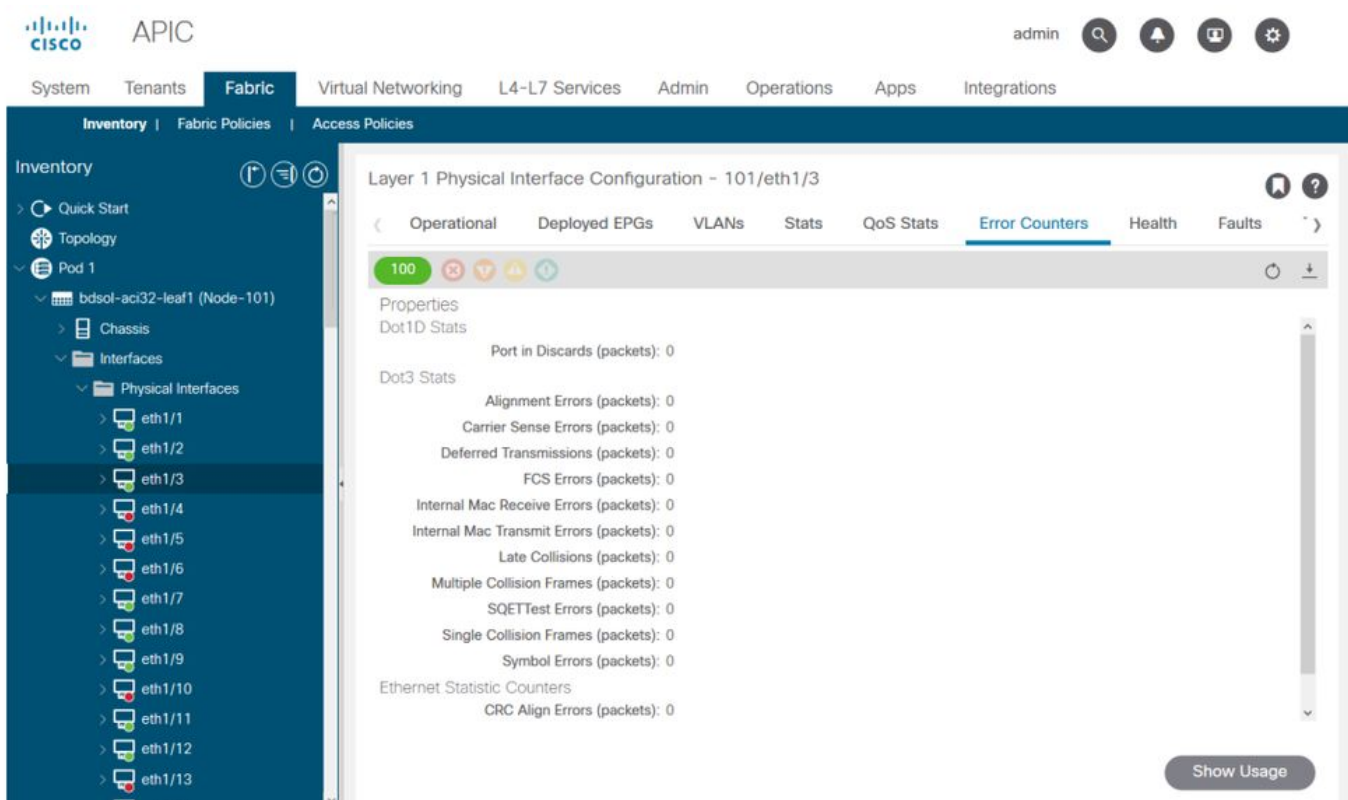 CISCO
APIC
admin
System Tenants Fabric Virtual Networking L4-L7 Services Admin Operations Apps Integrations
Inventory | Fabric Policies | Access Policies
Inventory
Quick Start
Topology
Pod 1
bdsol-aci32-leaf1 (Node-101)
Chassis
Interfaces
Physical Interfaces
eth1/1
eth1/2
eth1/3
eth1/4
eth1/5
eth1/6
eth1/7
eth1/8
eth1/9
eth1/10
eth1/11
eth1/12
eth1/13
Layer 1 Physical Interface Configuration - 101/eth1/3
Operational Deployed EPGs VLANs Stats QoS Stats Error Counters Health Faults
100
Properties
Dot1D Stats
Port in Discards (packets): 0
Dot3 Stats
Alignment Errors (packets): 0
Carrier Sense Errors (packets): 0
Deferred Transmissions (packets): 0
FCS Errors (packets): 0
Internal Mac Receive Errors (packets): 0
Internal Mac Transmit Errors (packets): 0
Late Collisions (packets): 0
Multiple Collision Frames (packets): 0
SQETTest Errors (packets): 0
Single Collision Frames (packets): 0
Symbol Errors (packets): 0
Ethernet Statistic Counters
CRC Align Errors (packets): 0
Show Usage